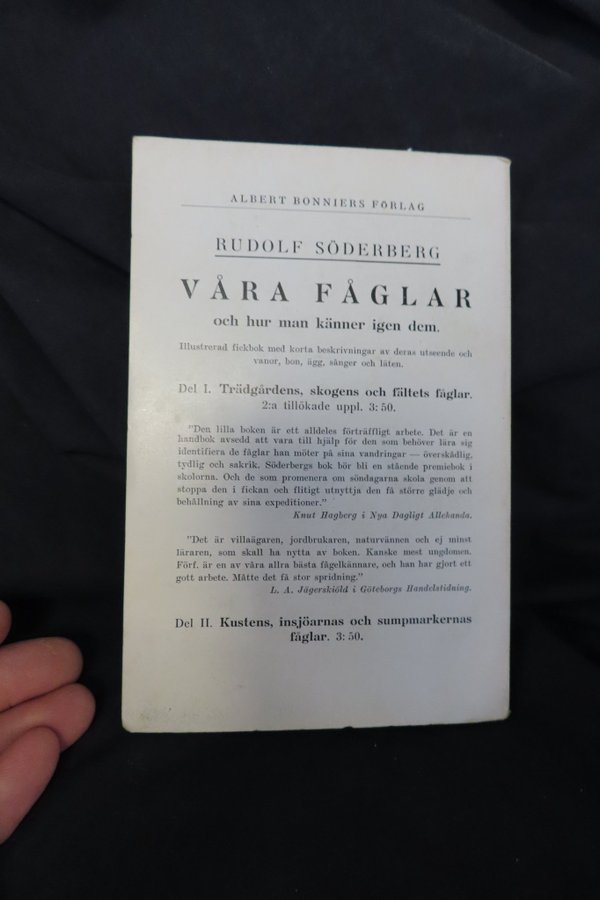 ALBERT BONNIERS FÖRLAG
RUDOLF SÖDERBERG
VÅRA FÅGLAR
och hur man känner igen dem.
Illustrerad fickbok med korta beskrivningar av deras utseende och
vanor, bon, ägg, sånger och läten.
Del I. Trädgårdens, skogens och fältets fåglar.
2:a tillökade uppl. 3:50.
"Den lilla boken är ett alldeles förträffligt arbete. Det är en
handbok avsedd att vara till hjälp för den som behöver lära sig
identifiera de fåglar han möter på sina vandringar — överskådlig,
tydlig och sakrik. Söderbergs bok bör bli en stående premiebok i
skolorna. Och de som promenera om söndagarna skola genom att
stoppa den i fickan och flitigt utnyttja den få större glädje och
behållning av sina expeditioner."
Knut Hagberg i Nya Dagligt Allehanda.
"Det är villaägaren, jordbrukaren, naturvännen och ej minst
läraren, som skall ha nytta av boken. Kanske mest ungdomen.
Förf. är en av våra allra bästa fågelkännare, och han har gjort ett
gott arbete. Måtte det få stor spridning."
L. A. Jägerskiöld i Göteborgs Handelstidning.
Del II. Kustens, insjöarnas och sumpmarkernas
fåglar. 3:50.